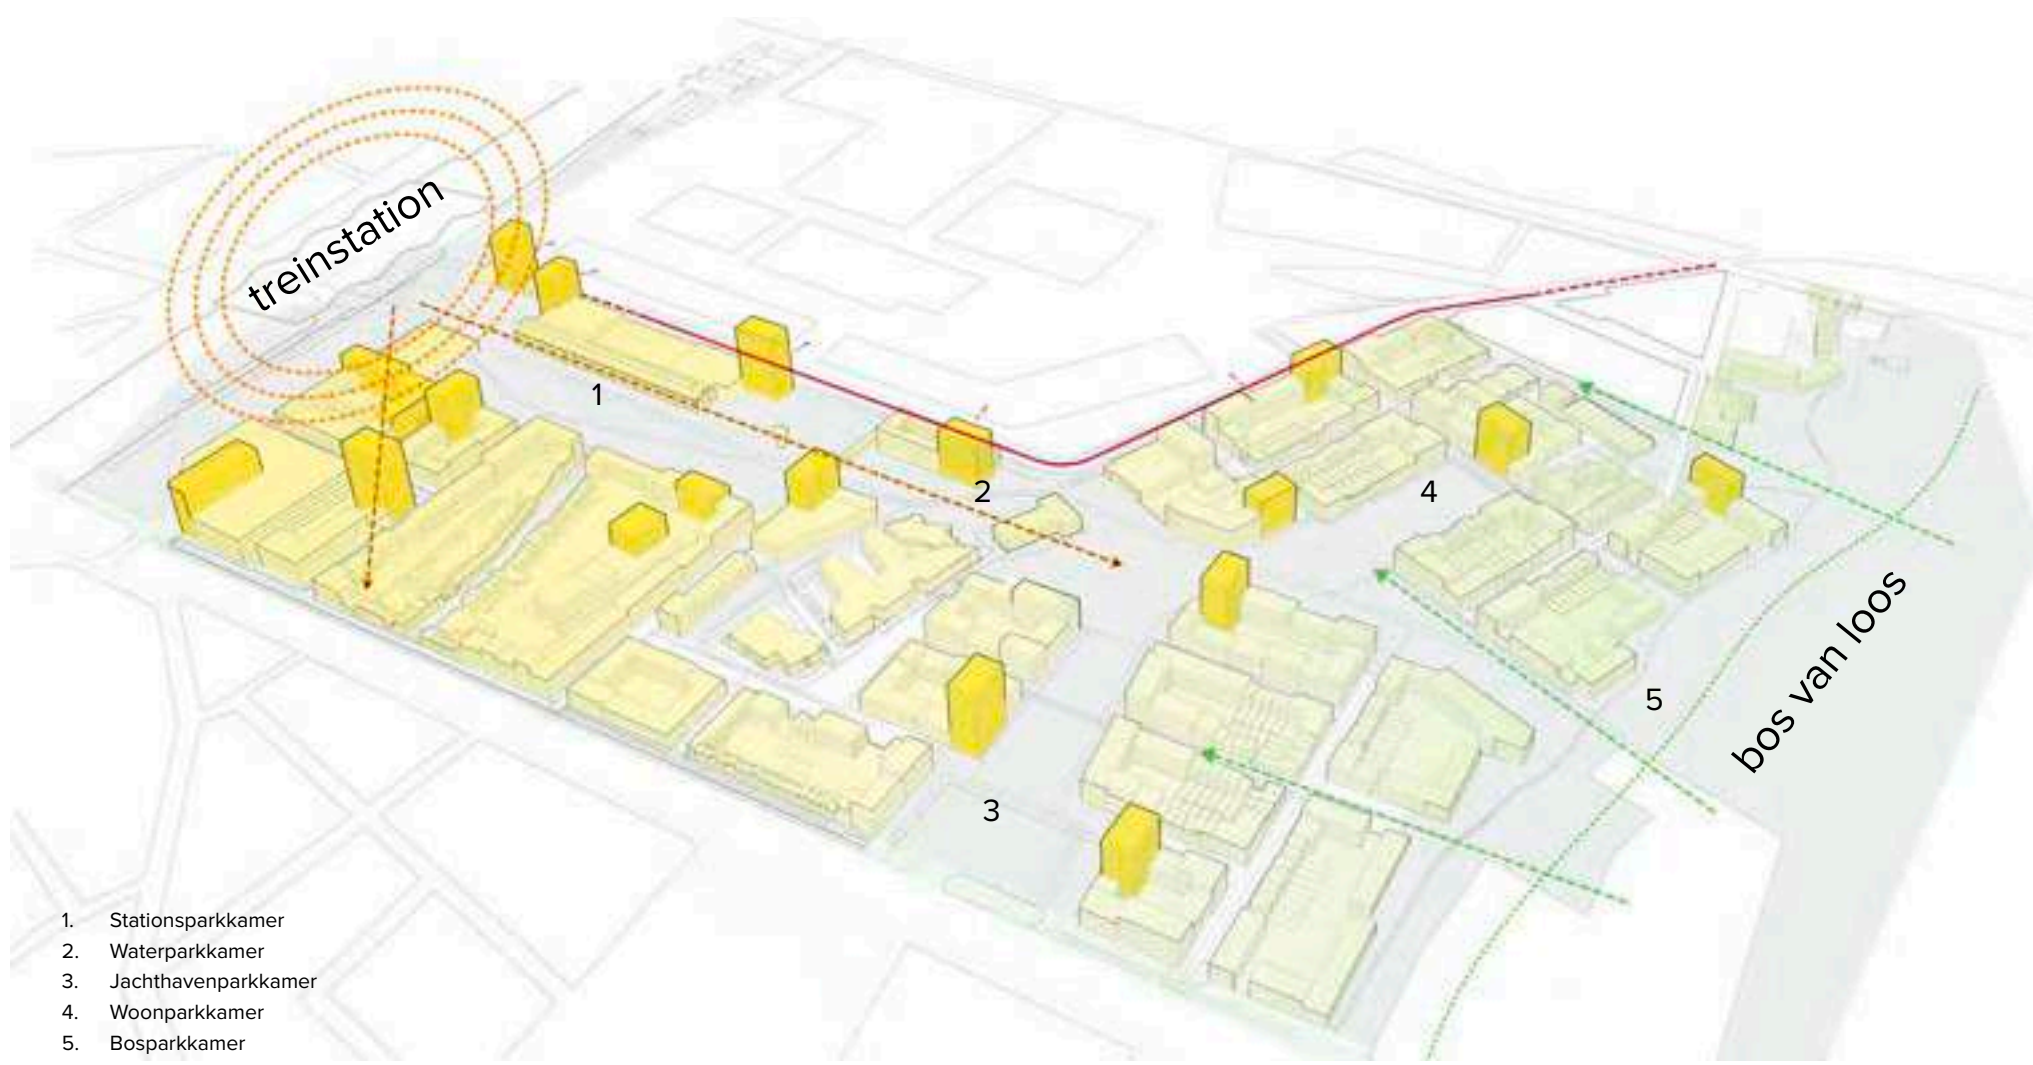 treinstation
1
2
4
bos van loos
5
3
1. Stationsparkkamer
2. Waterparkkamer
3. Jachthavenparkkamer
4. Woonparkkamer
5. Bosparkkamer